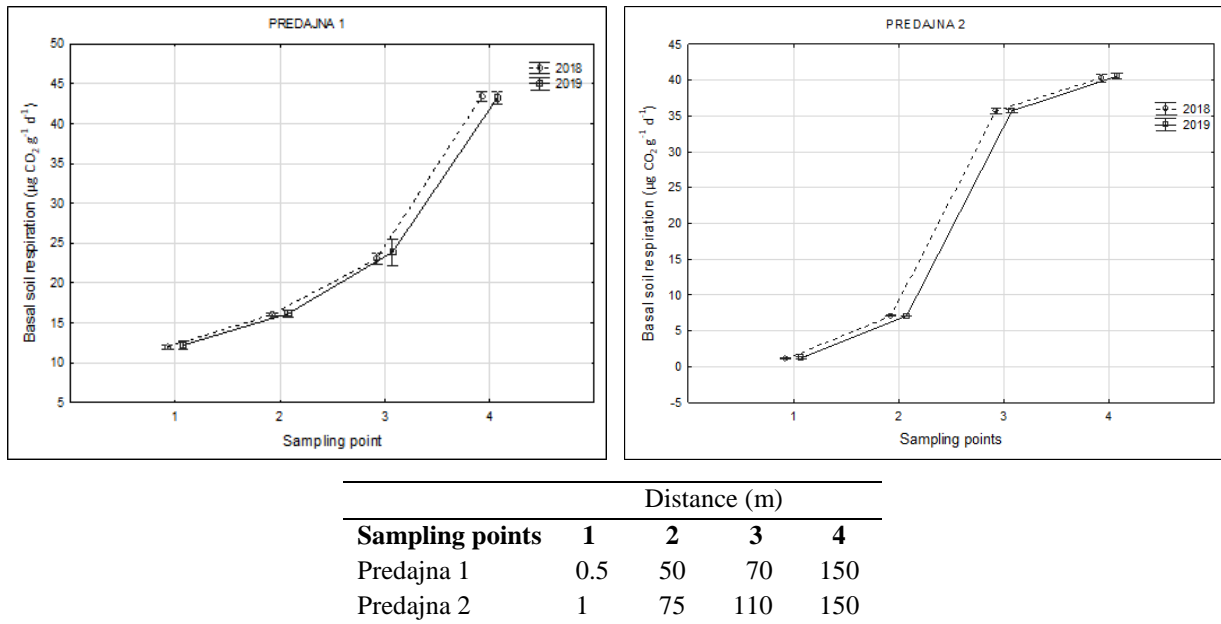 PREDAJNA 1
Basal soil respiration (µg CO₂ g⁻¹ d⁻¹)
50
45
40
35
30
25
20
15
10
5
1 2 3 4
Sampling point
2018
2019
PREDAJNA 2
Basal soil respiration (µg CO₂ g⁻¹ d⁻¹)
45
40
35
30
25
20
15
10
5
0
-5
1 2 3 4
Sampling points
2018
2019
Distance (m)
Sampling points 1 2 3 4
Predajna 1 0.5 50 70 150
Predajna 2 1 75 110 150